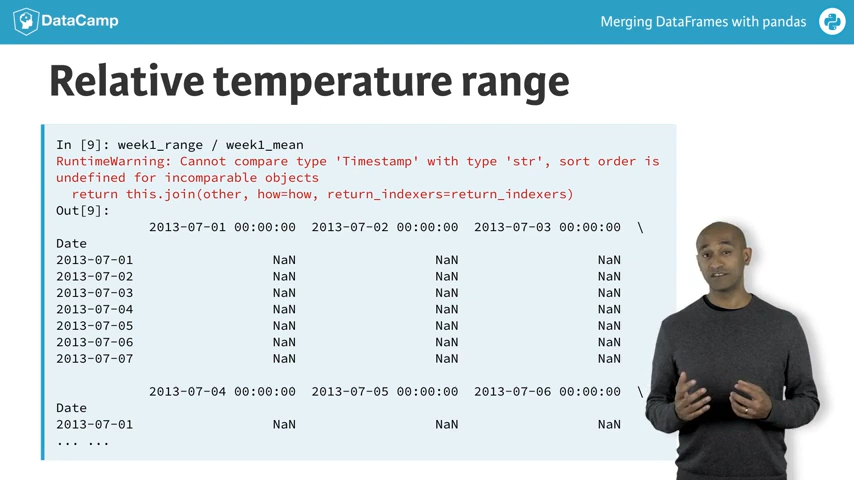 DataCamp
Merging DataFrames with pandas
Relative temperature range
In [9]: week1_range / week1_mean
RuntimeWarning: Cannot compare type 'Timestamp' with type 'str', sort order is
undefined for incomparable objects
return this.join(other, how=how, return_indexers=return_indexers)
Out[9]:
2013-07-01 00:00:00 2013-07-02 00:00:00 2013-07-03 00:00:00 \
Date
2013-07-01 NaN NaN NaN
2013-07-02 NaN NaN NaN
2013-07-03 NaN NaN NaN
2013-07-04 NaN NaN NaN
2013-07-05 NaN NaN NaN
2013-07-06 NaN NaN NaN
2013-07-07 NaN NaN NaN
2013-07-04 00:00:00 2013-07-05 00:00:00 2013-07-06 00:00:00 \
Date
2013-07-01 NaN NaN NaN
... ...